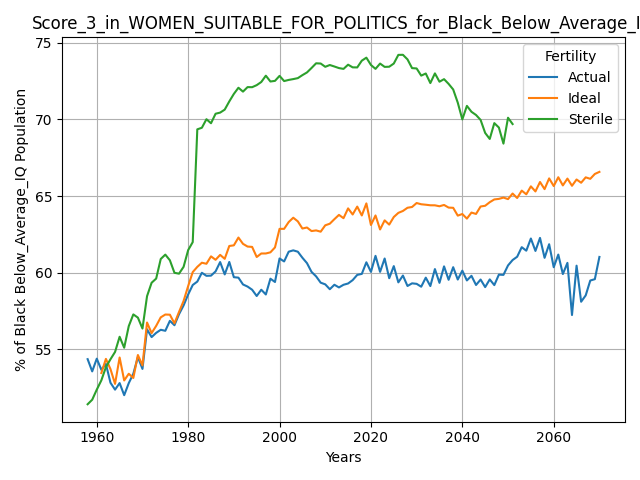 Score_3_in_WOMEN_SUITABLE_FOR_POLITICS_for_Black_Below_Average_I
75
70
65
60
55
% of Black Below_Average_IQ Population
Fertility
Actual
Ideal
Sterile
1960
1980
2000
2020
2040
2060
Years